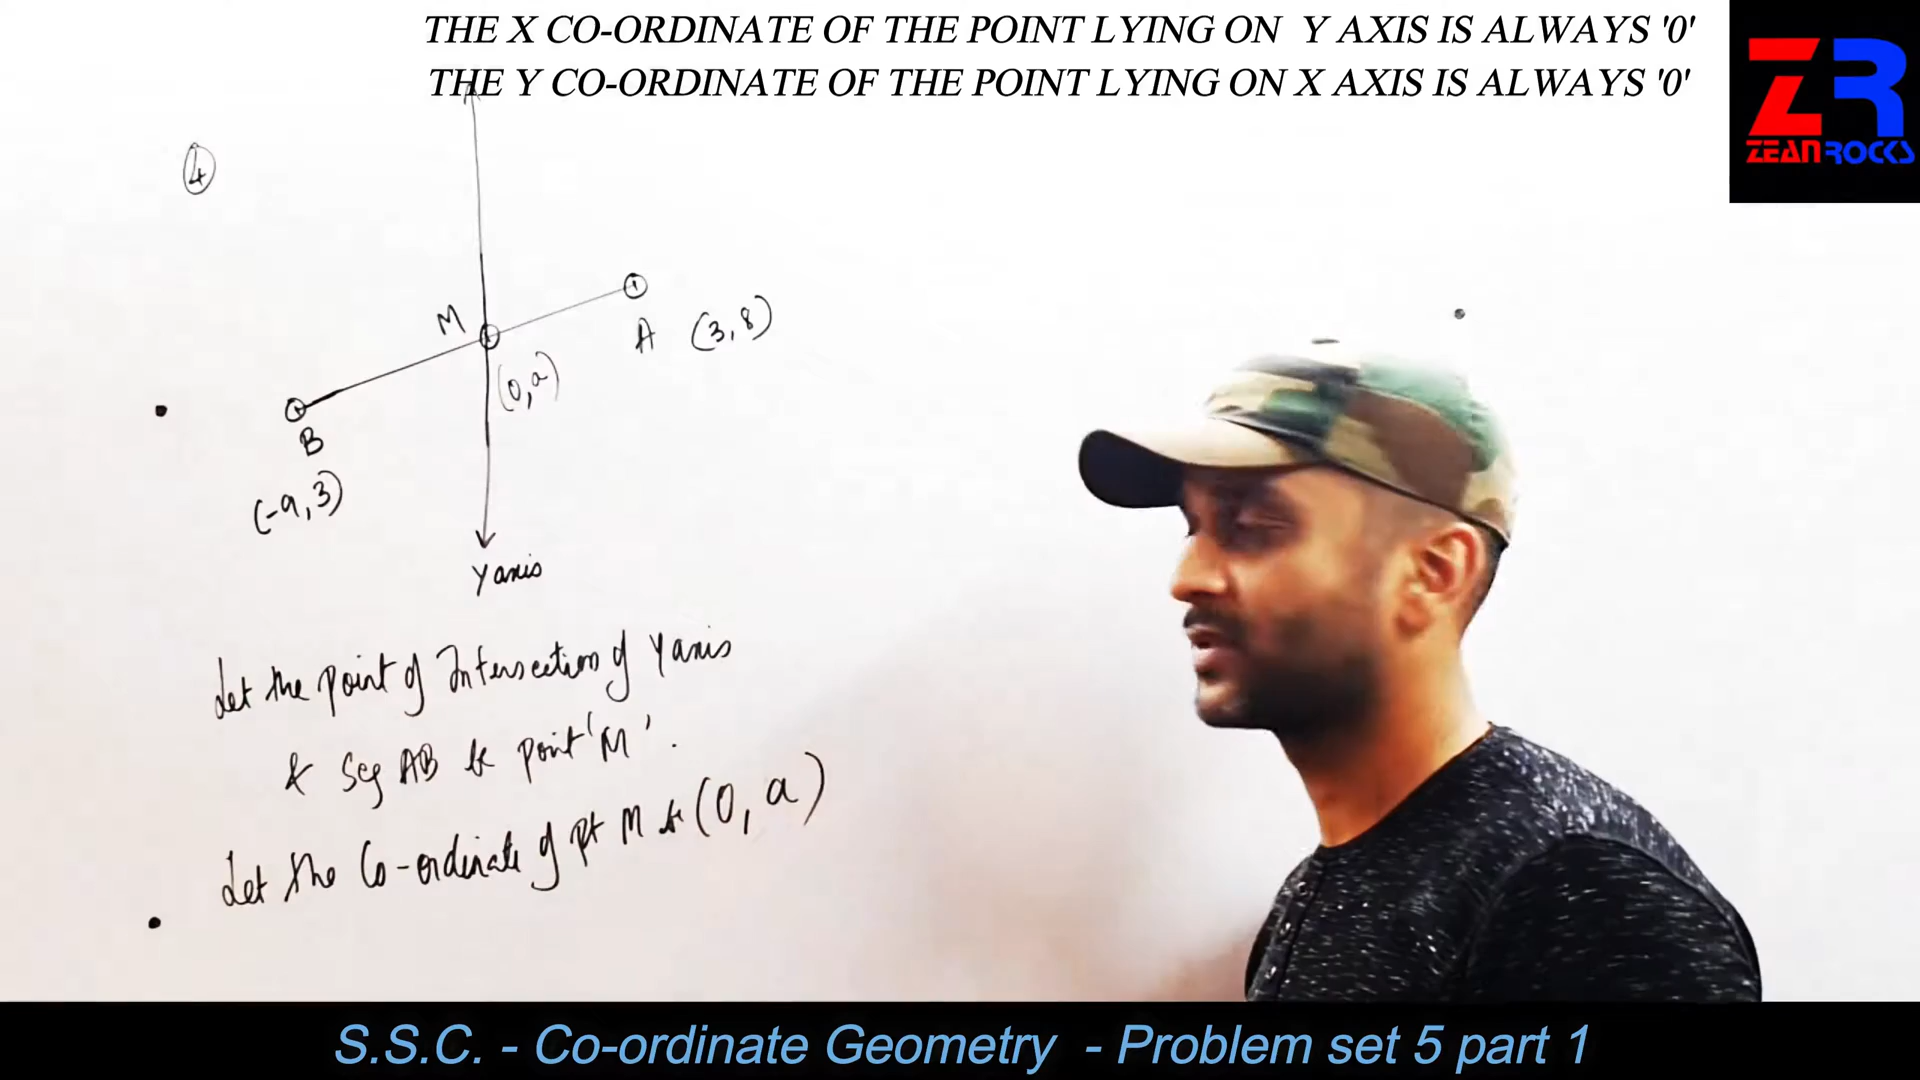 THE X CO-ORDINATE OF THE POINT LYING ON Y AXIS IS ALWAYS '0'
THE Y CO-ORDINATE OF THE POINT LYING ON X AXIS IS ALWAYS '0'
ZR
ZEAN ROCKS
4
M
A (3,8)
(0,a)
B
(-9,3)
Y axis
Let the point of Intersection of Y axis
& Seg AB be point 'M'.
Let the Co-ordinate of pt M be (0, a)
S.S.C. - Co-ordinate Geometry - Problem set 5 part 1